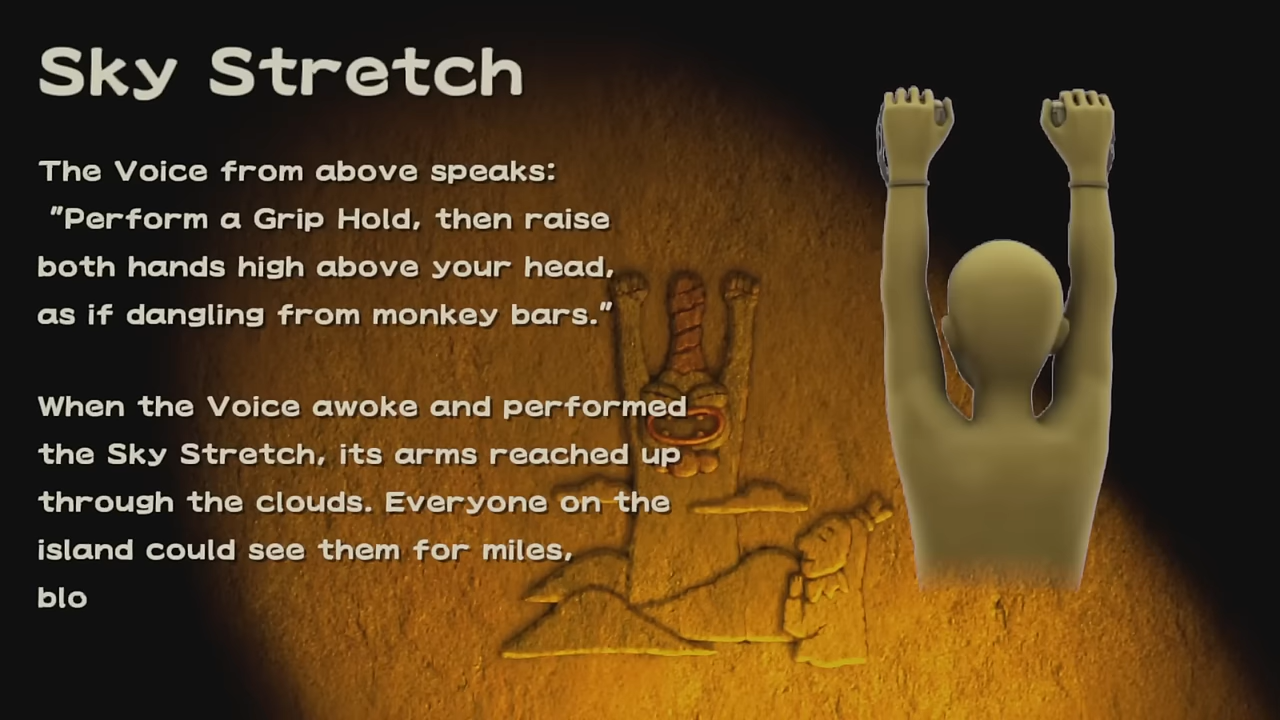 Sky Stretch
The Voice from above speaks:
"Perform a Grip Hold, then raise
both hands high above your head,
as if dangling from monkey bars."
When the Voice awoke and performed
the Sky Stretch, its arms reached up
through the clouds. Everyone on the
island could see them for miles,
blo